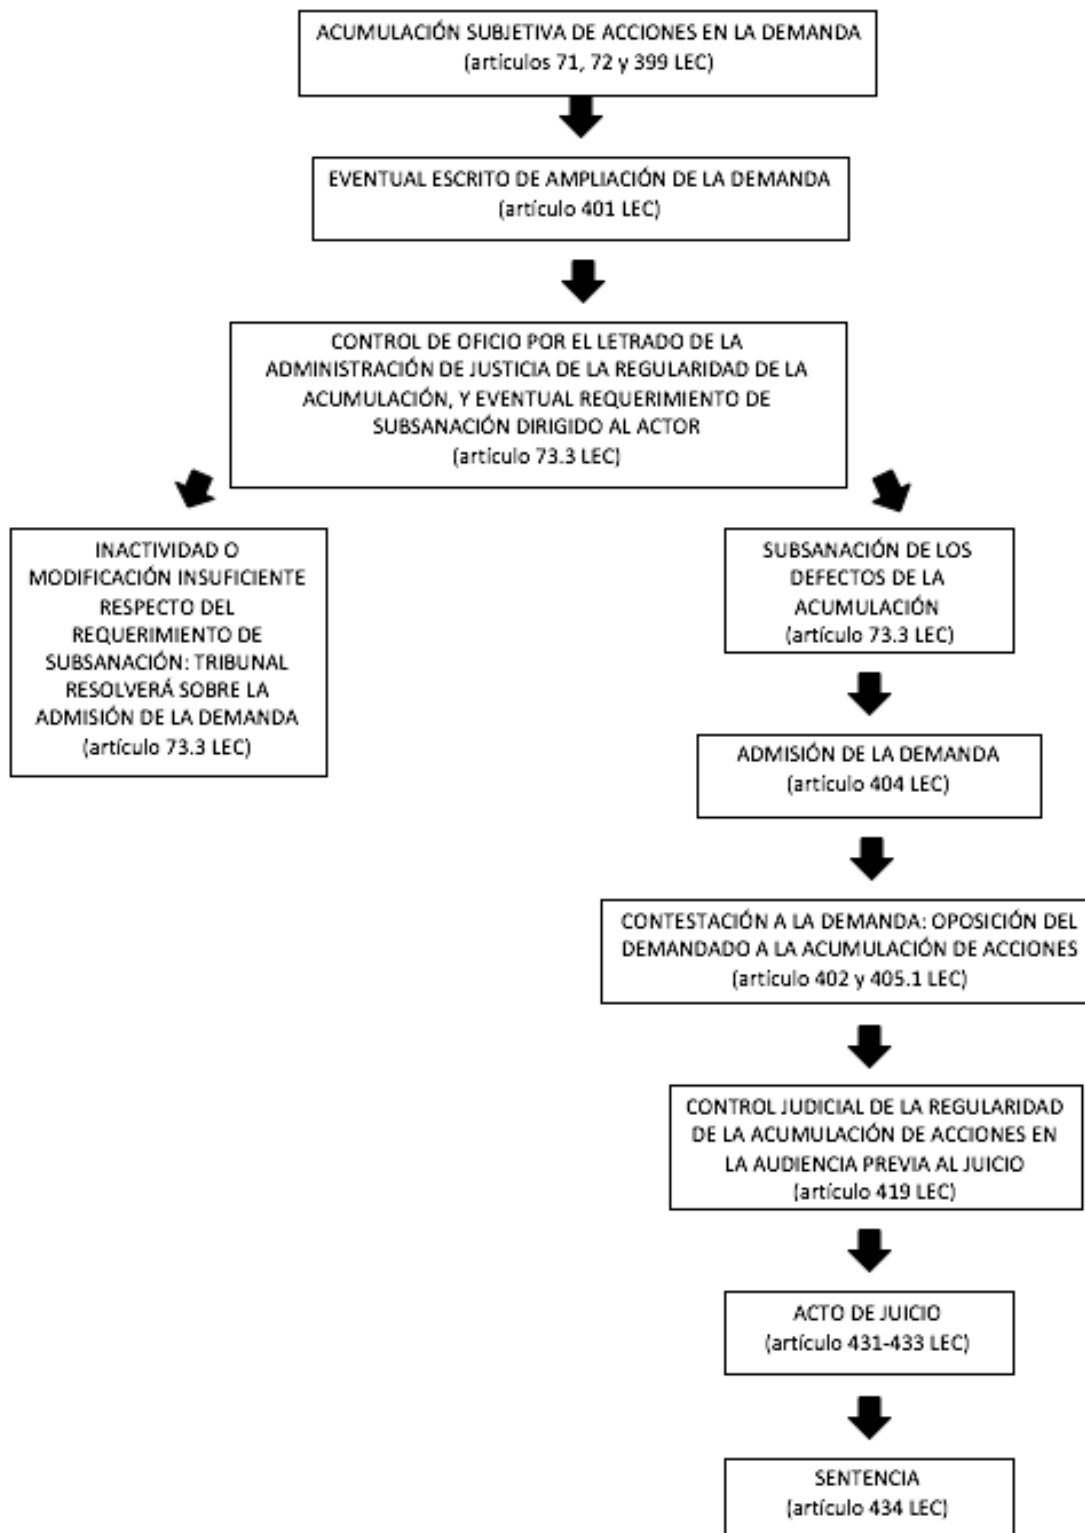 ACUMULACIÓN SUBJETIVA DE ACCIONES EN LA DEMANDA
(artículos 71, 72 y 399 LEC)
EVENTUAL ESCRITO DE AMPLIACIÓN DE LA DEMANDA
(artículo 401 LEC)
CONTROL DE OFICIO POR EL LETRADO DE LA
ADMINISTRACIÓN DE JUSTICIA DE LA REGULARIDAD DE LA
ACUMULACIÓN, Y EVENTUAL REQUERIMIENTO DE
SUBSANACIÓN DIRIGIDO AL ACTOR
(artículo 73.3 LEC)
INACTIVIDAD O
MODIFICACIÓN INSUFICIENTE
RESPECTO DEL
REQUERIMIENTO DE
SUBSANACIÓN: TRIBUNAL
RESOLVERÁ SOBRE LA
ADMISIÓN DE LA DEMANDA
(artículo 73.3 LEC)
SUBSANACIÓN DE LOS
DEFECTOS DE LA
ACUMULACIÓN
(artículo 73.3 LEC)
ADMISIÓN DE LA DEMANDA
(artículo 404 LEC)
CONTESTACIÓN A LA DEMANDA: OPOSICIÓN DEL
DEMANDADO A LA ACUMULACIÓN DE ACCIONES
(artículo 402 y 405.1 LEC)
CONTROL JUDICIAL DE LA REGULARIDAD
DE LA ACUMULACIÓN DE ACCIONES EN
LA AUDIENCIA PREVIA AL JUICIO
(artículo 419 LEC)
ACTO DE JUICIO
(artículo 431-433 LEC)
SENTENCIA
(artículo 434 LEC)